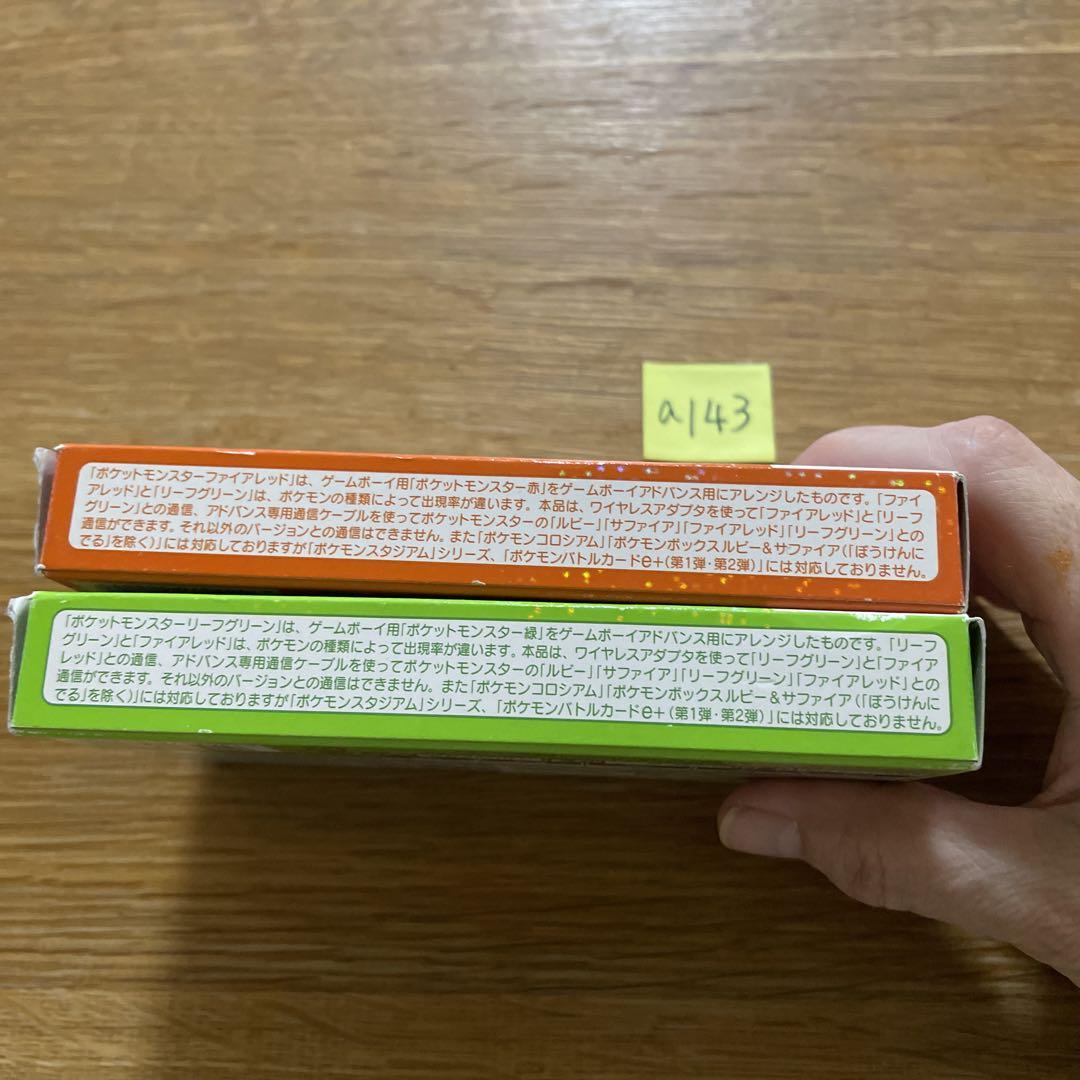 a143
「ポケットモンスターファイアレッド」は、ゲームボーイ用「ポケットモンスター赤」をゲームボーイアドバンス用にアレンジしたものです。「ファイ
アレッド」と「リーフグリーン」は、ポケモンの種類によって出現率が違います。本品は、ワイヤレスアダプタを使って「ファイアレッド」と「リーフ
グリーン」との通信、アドバンス専用通信ケーブルを使ってポケットモンスターの「ルビー」「サファイア」「ファイアレッド」「リーフグリーン」との
通信ができます。それ以外のバージョンとの通信はできません。また「ポケモンコロシアム」「ポケモンボックスルビー&サファイア(「ぼうけんに
でる」を除く)」には対応しておりますが「ポケモンスタジアム」シリーズ、「ポケモンバトルカードe+(第1弾・第2弾)」には対応しておりません。
「ポケットモンスターリーフグリーン」は、ゲームボーイ用「ポケットモンスター緑」をゲームボーイアドバンス用にアレンジしたものです。「リーフ
グリーン」と「ファイアレッド」は、ポケモンの種類によって出現率が違います。本品は、ワイヤレスアダプタを使って「リーフグリーン」と「ファイア
レッド」との通信、アドバンス専用通信ケーブルを使ってポケットモンスターの「ルビー」「サファイア」「リーフグリーン」「ファイアレッド」との
通信ができます。それ以外のバージョンとの通信はできません。また「ポケモンコロシアム」「ポケモンボックスルビー&サファイア(「ぼうけんに
でる」を除く)」には対応しておりますが「ポケモンスタジアム」シリーズ、「ポケモンバトルカードe+(第1弾・第2弾)」には対応しておりません。